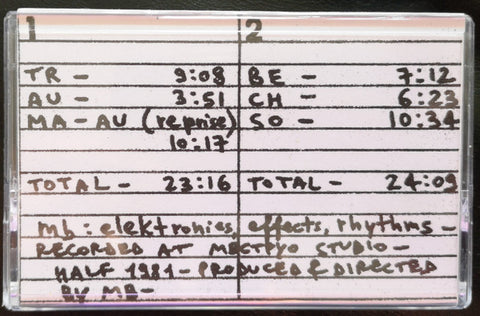 1 2
TR - 9:08 BE - 7:12
AU - 3:51 CH - 6:23
MA-AU (reprise) SO - 10:34
10:17
TOTAL - 23:16 TOTAL - 24:09
mb: elektronics, effects, rhythms -
RECORDED AT MECTPYO STUDIO -
HALF 1981 - PRODUCED & DIRECTED
BY MB -